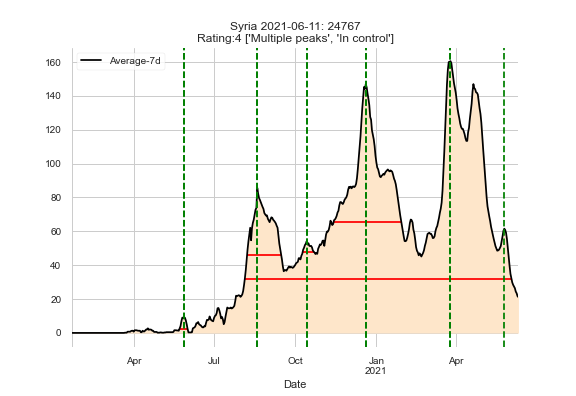 Syria 2021-06-11: 24767
Rating:4 ['Multiple peaks', 'In control']
Average-7d
160
140
120
100
80
60
40
20
0
Apr
Jul
Oct
Jan
2021
Apr
Date